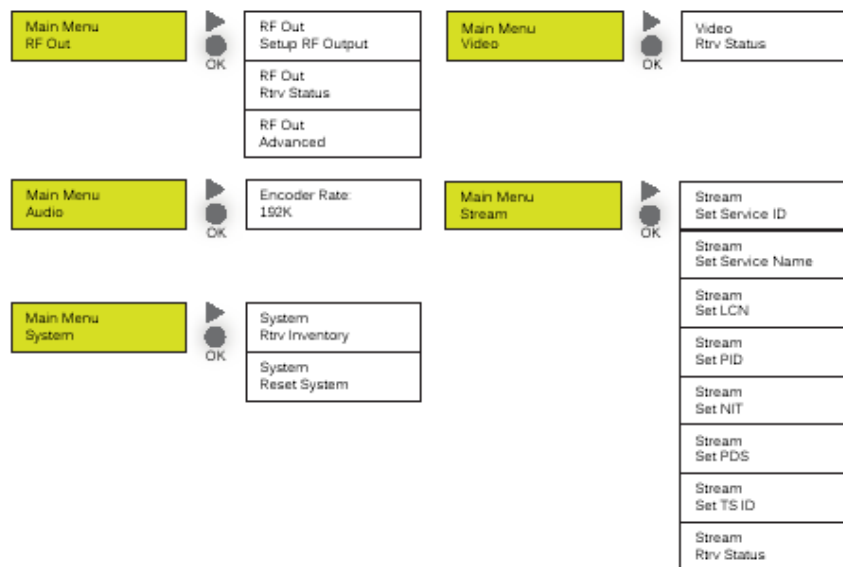 Main Menu
RF Out
OK
RF Out
Setup RF Output
RF Out
Rtrv Status
RF Out
Advanced
Main Menu
Video
OK
Video
Rtrv Status
Main Menu
Audio
OK
Encoder Rate:
192K
Main Menu
Stream
OK
Stream
Set Service ID
Stream
Set Service Name
Stream
Set LCN
Stream
Set PID
Stream
Set NIT
Stream
Set PDS
Stream
Set TS ID
Stream
Rtrv Status
Main Menu
System
OK
System
Rtrv Inventory
System
Reset System